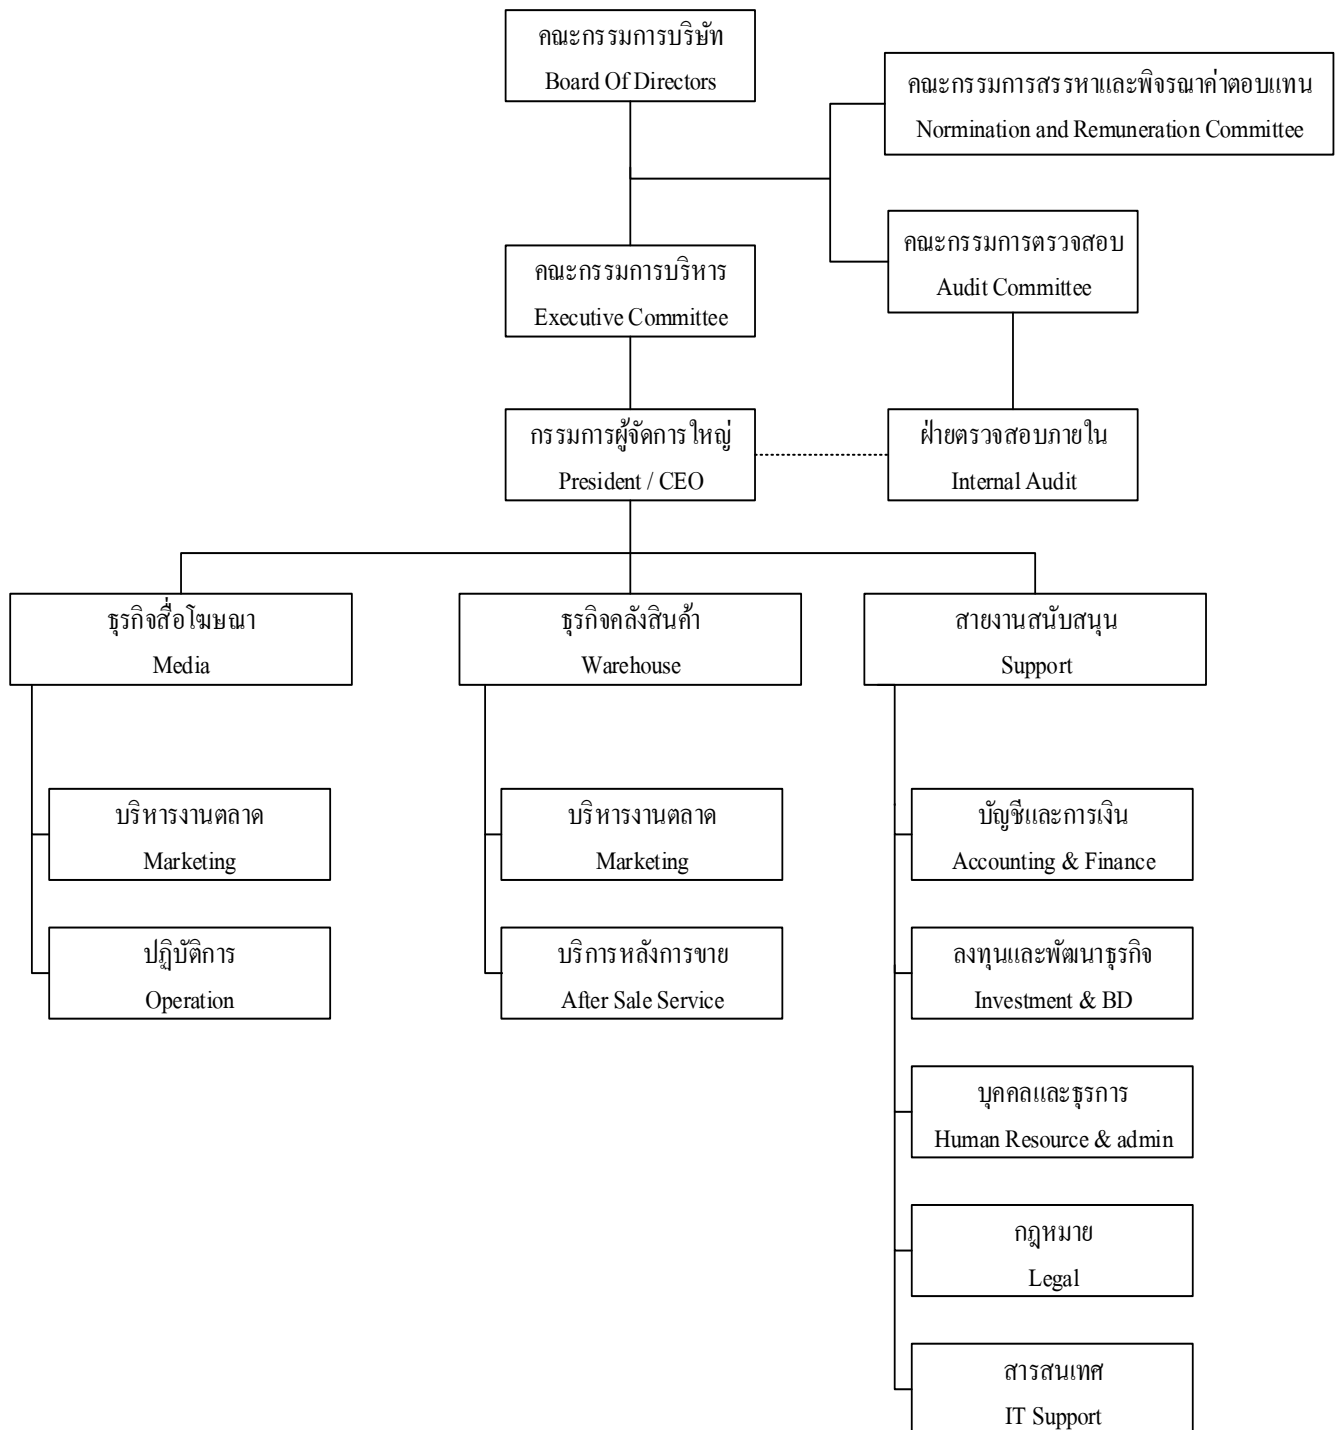 คณะกรรมการบริษัท
Board Of Directors
คณะกรรมการสรรหาและพิจรณาค่าตอบแทน
Normination and Remuneration Committee
คณะกรรมการตรวจสอบ
Audit Committee
คณะกรรมการบริหาร
Executive Committee
กรรมการผู้จัดการใหญ่
President / CEO
ฝ่ายตรวจสอบภายใน
Internal Audit
ธุรกิจสื่อโฆษณา
Media
ธุรกิจคลังสินค้า
Warehouse
สายงานสนับสนุน
Support
บริหารงานตลาด
Marketing
ปฏิบัติการ
Operation
บริหารงานตลาด
Marketing
บริการหลังการขาย
After Sale Service
บัญชีและการเงิน
Accounting & Finance
ลงทุนและพัฒนาธุรกิจ
Investment & BD
บุคคลและธุรการ
Human Resource & admin
กฎหมาย
Legal
สารสนเทศ
IT Support